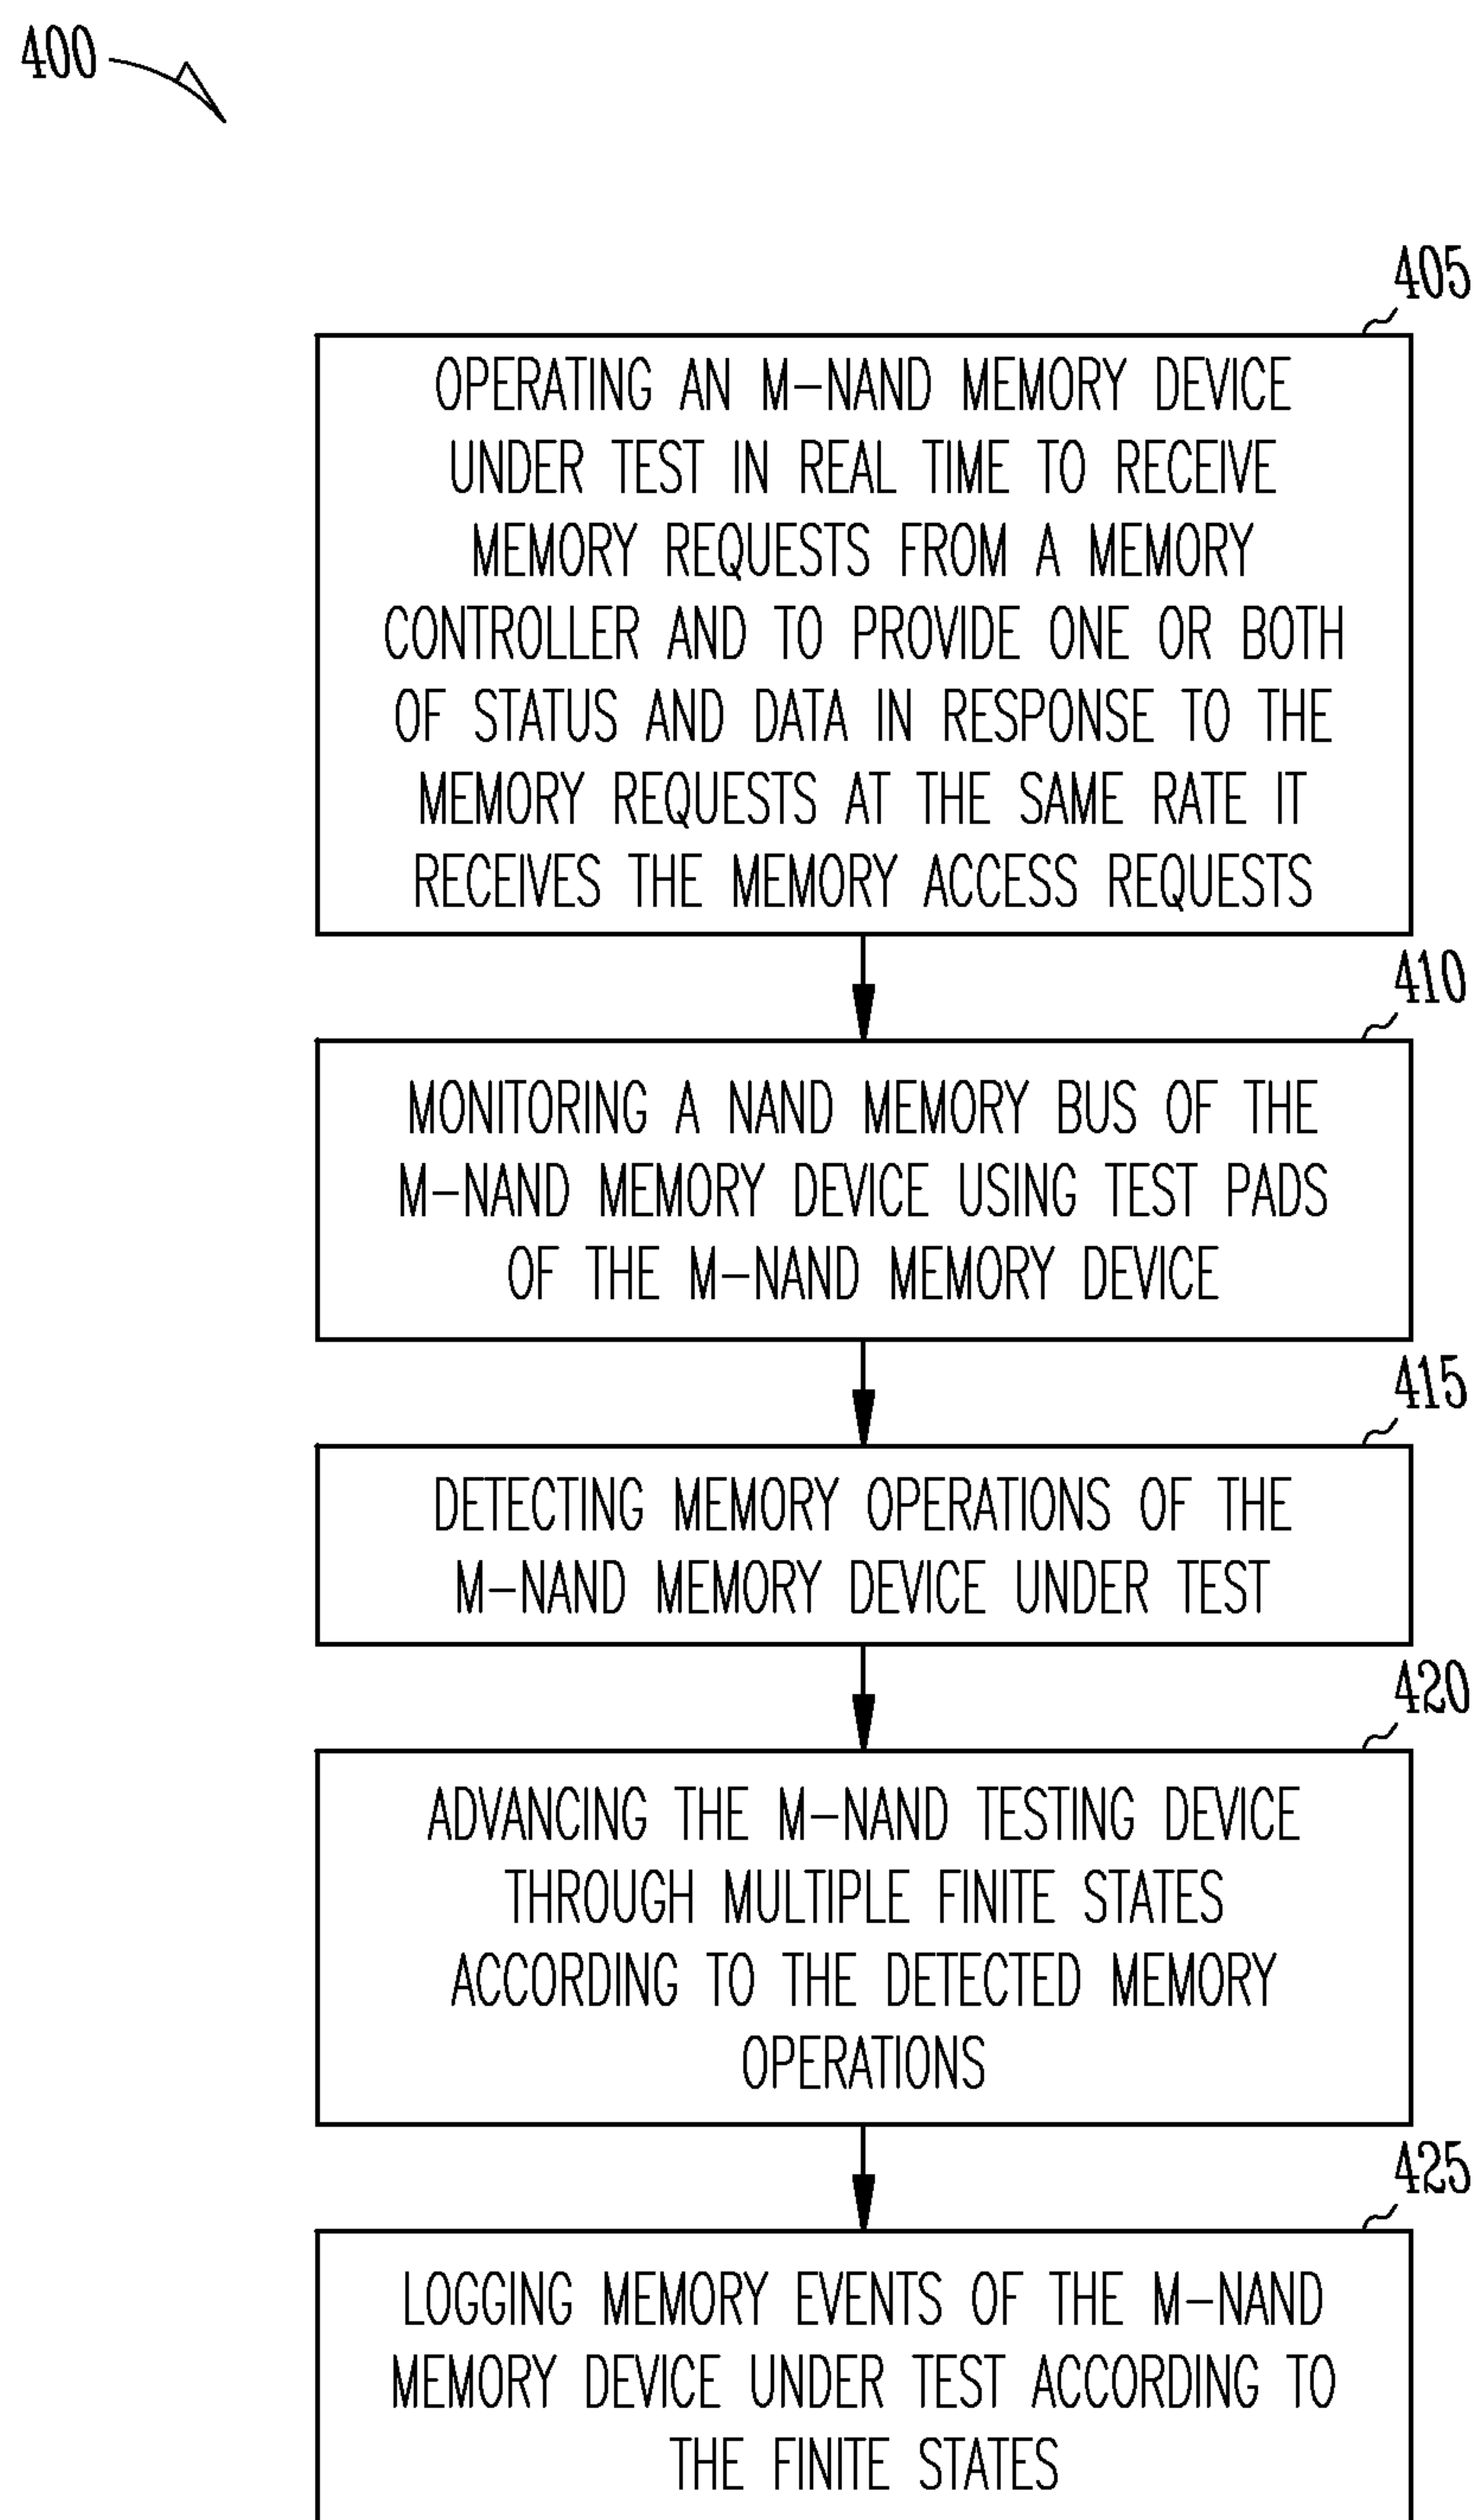 400
405
OPERATING AN M-NAND MEMORY DEVICE
UNDER TEST IN REAL TIME TO RECEIVE
MEMORY REQUESTS FROM A MEMORY
CONTROLLER AND TO PROVIDE ONE OR BOTH
OF STATUS AND DATA IN RESPONSE TO THE
MEMORY REQUESTS AT THE SAME RATE IT
RECEIVES THE MEMORY ACCESS REQUESTS
410
MONITORING A NAND MEMORY BUS OF THE
M-NAND MEMORY DEVICE USING TEST PADS
OF THE M-NAND MEMORY DEVICE
415
DETECTING MEMORY OPERATIONS OF THE
M-NAND MEMORY DEVICE UNDER TEST
420
ADVANCING THE M-NAND TESTING DEVICE
THROUGH MULTIPLE FINITE STATES
ACCORDING TO THE DETECTED MEMORY
OPERATIONS
425
LOGGING MEMORY EVENTS OF THE M-NAND
MEMORY DEVICE UNDER TEST ACCORDING TO
THE FINITE STATES